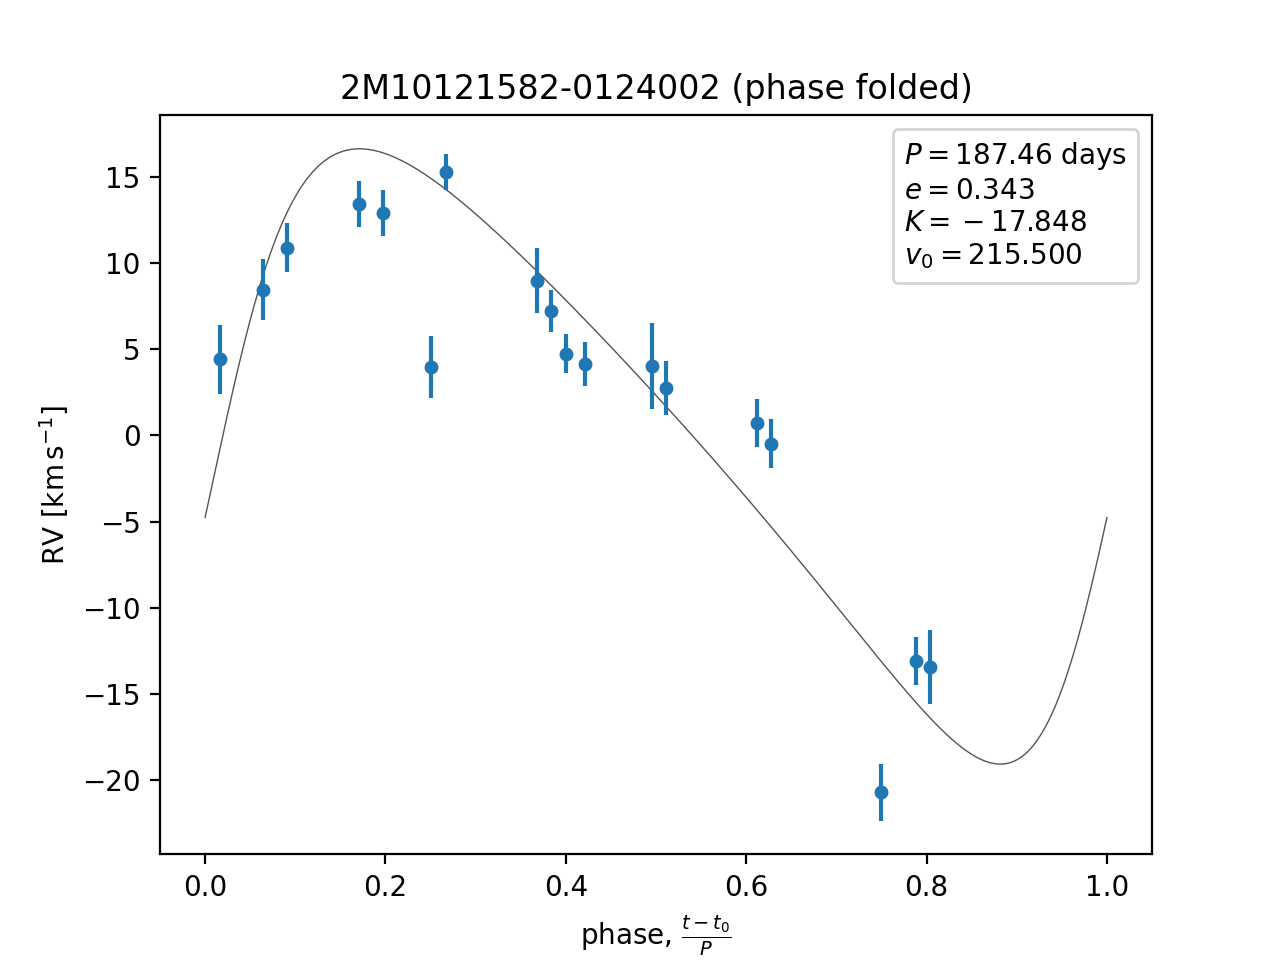 2M10121582-0124002 (phase folded)
P = 187.46 days
e = 0.343
K = −17.848
v₀ = 215.500
15
10
5
0
−5
−10
−15
−20
RV [km s⁻¹]
0.0 0.2 0.4 0.6 0.8 1.0
phase, (t − t₀)/P